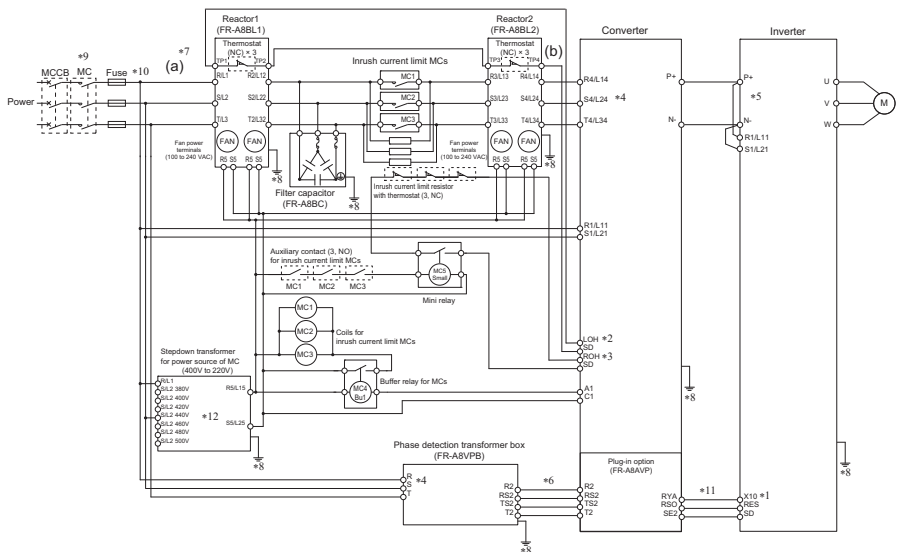 Reactor1
(FR-A8BL1)
Reactor2
(FR-A8BL2)
Converter
Inverter
*7
Thermostat
(NC) × 3
TP1
TP2
(b)
Thermostat
(NC) × 3
TP3
TP4
*9
MCCB
MC
Fuse
*10
(a)
Inrush current limit MCs
R/L1
R2/L12
MC1
R3/L13
R4/L14
R4/L14
P+
P+
U
Power
S/L2
S2/L22
MC2
S3/L23
S4/L24
S4/L24
*4
*5
V
M
T/L3
T2/L32
MC3
T3/L33
T4/L34
T4/L34
N-
N-
W
R1/L11
S1/L21
Fan power
terminals
(100 to 240 VAC)
FAN
FAN
R5 S5
R5 S5
*8
Fan power
terminals
(100 to 240 VAC)
FAN
FAN
R5 S5
R5 S5
*8
Filter capacitor
(FR-A8BC)
*8
Inrush current limit resistor
with thermostat (3, NC)
R1/L11
S1/L21
Auxiliary contact (3, NO)
for inrush current limit MCs
MC1
MC2
MC3
MC5
Small
Mini relay
MC1
MC2
MC3
Coils for
inrush current limit MCs
LOH
*2
SD
ROH
*3
SD
Stepdown transformer
for power source of MC
(400V to 220V)
R/L1
S/L2 380V
S/L2 400V
S/L2 420V
S/L2 440V
S/L2 460V
S/L2 480V
S/L2 500V
R5/L15
*12
S5/L25
*8
MC4
Bu1
Buffer relay for MCs
A1
C1
*8
*8
Phase detection transformer box
(FR-A8VPB)
R
S
T
*4
R2
RS2
TS2
T2
*8
*6
Plug-in option
(FR-A8AVP)
R2
RS2
TS2
T2
RYA
RSO
SE2
*11
X10
*1
RES
SD